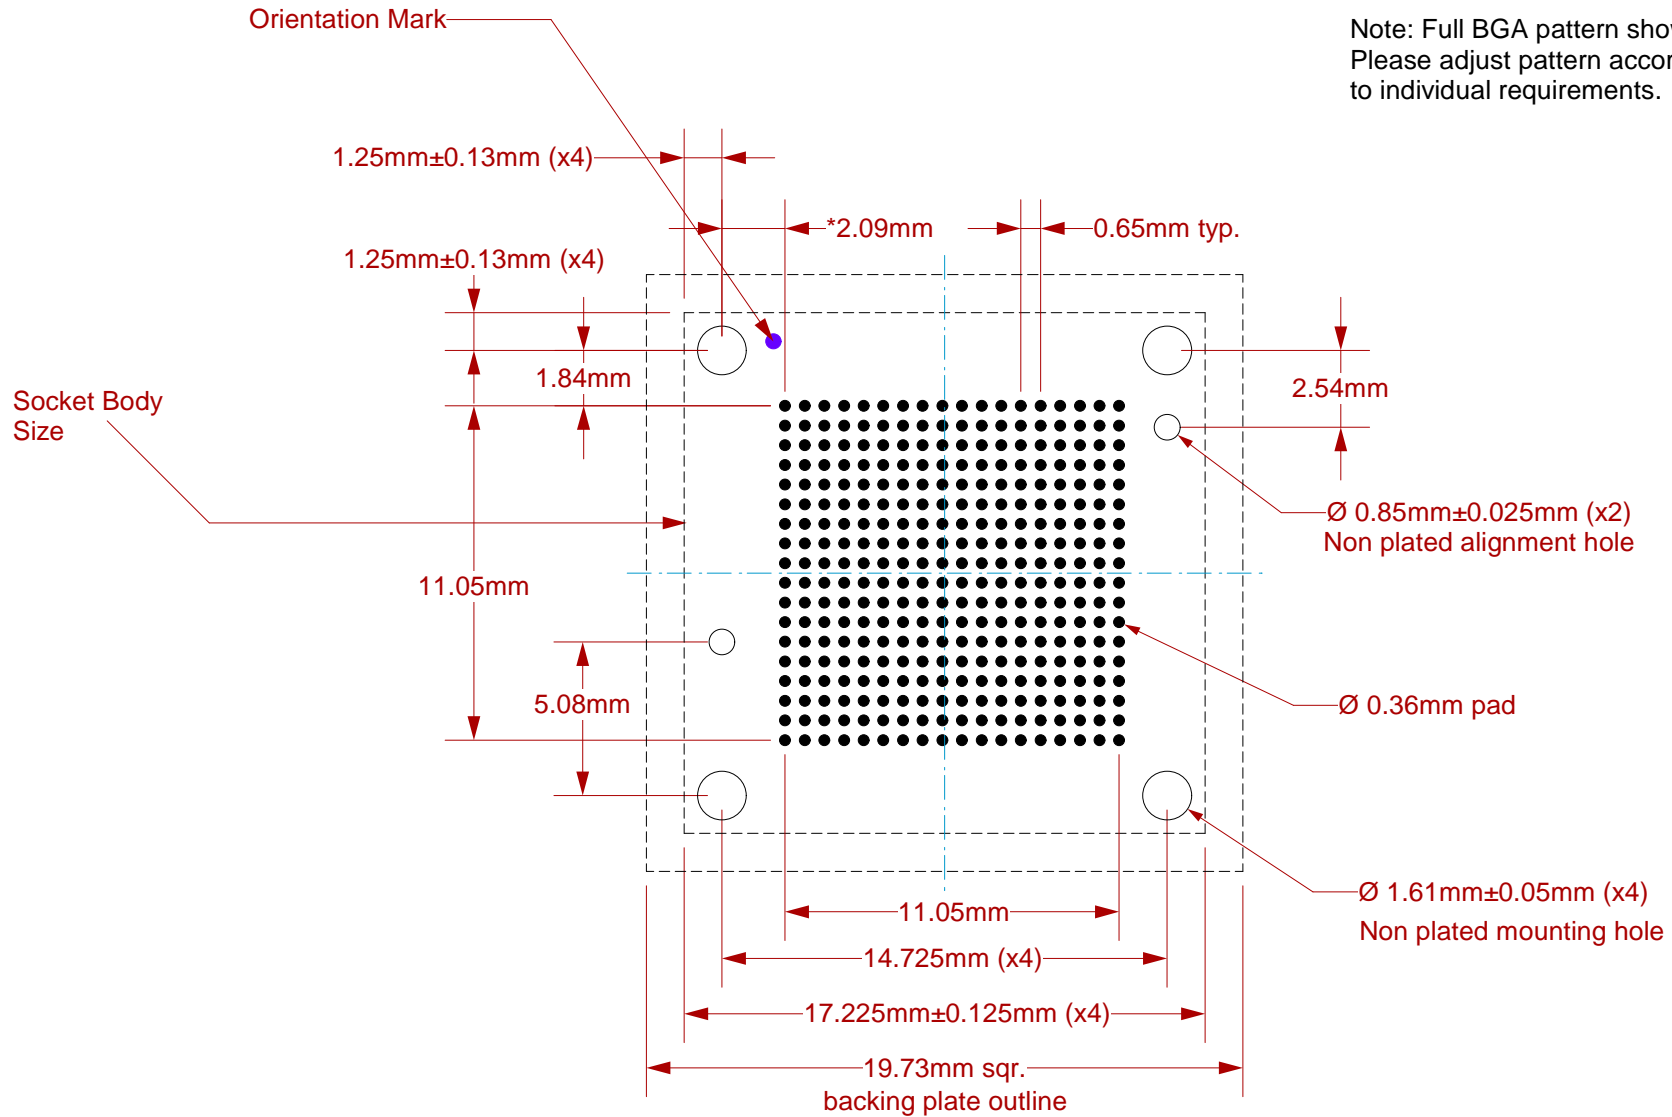 Orientation Mark
Note: Full BGA pattern
Please adjust pattern
to individual requirements.
1.25mm±0.13mm (x4)
*2.09mm
0.65mm typ.
1.25mm±0.13mm (x4)
1.84mm
2.54mm
Socket Body
Size
Ø 0.85mm±0.025mm (x2)
Non plated alignment hole
11.05mm
5.08mm
Ø 0.36mm pad
Ø 1.61mm±0.05mm (x4)
Non plated mounting hole
11.05mm
14.725mm (x4)
17.225mm±0.125mm (x4)
19.73mm sqr.
backing plate outline